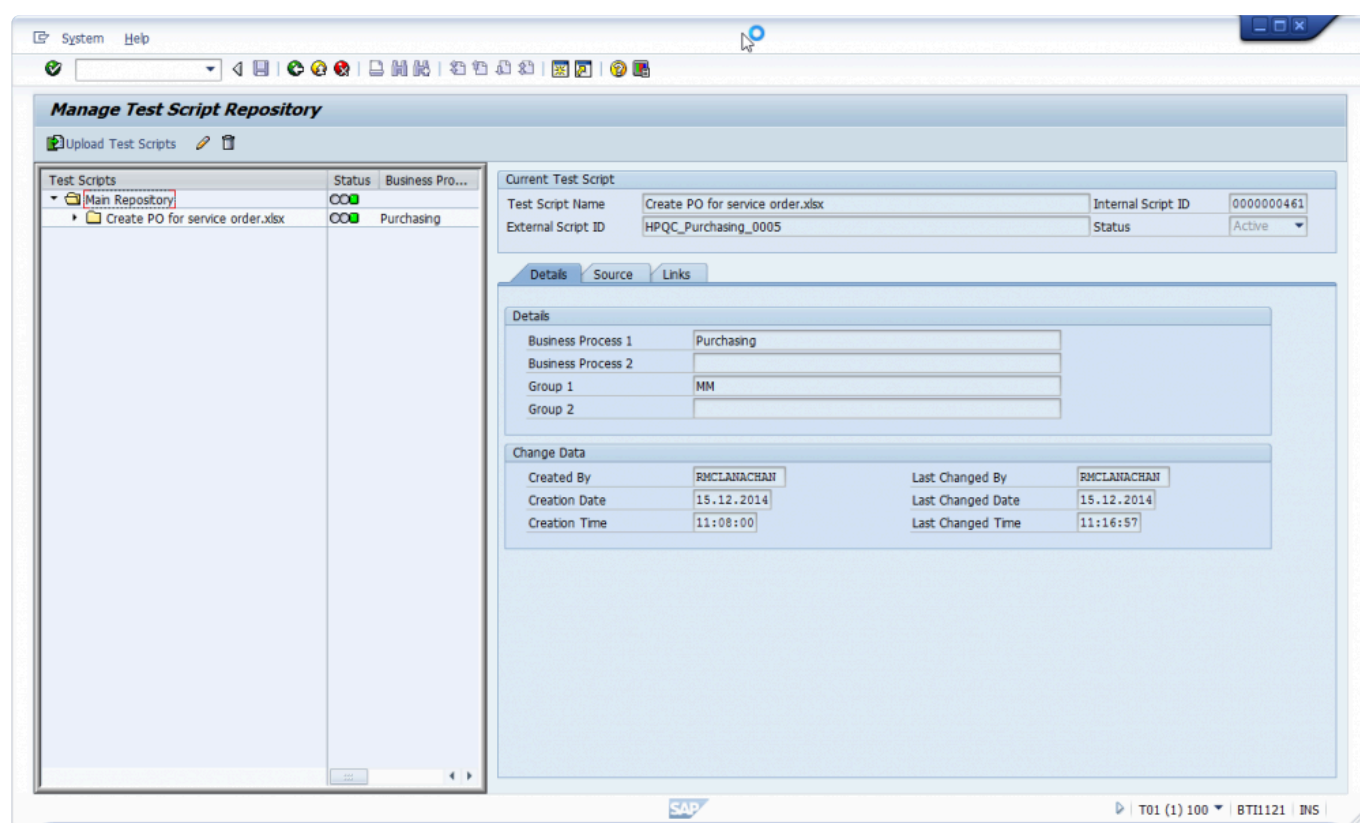 System Help
Manage Test Script Repository
Upload Test Scripts
Test Scripts Status Business Pro...
Main Repository
Create PO for service order.xlsx Purchasing
Current Test Script
Test Script Name Create PO for service order.xlsx Internal Script ID 0000000461
External Script ID HPQC_Purchasing_0005 Status Active
Details Source Links
Details
Business Process 1 Purchasing
Business Process 2
Group 1 MM
Group 2
Change Data
Created By RMCLANACHAN Last Changed By RMCLANACHAN
Creation Date 15.12.2014 Last Changed Date 15.12.2014
Creation Time 11:08:00 Last Changed Time 11:16:57
SAP T01 (1) 100 BTI1121 INS